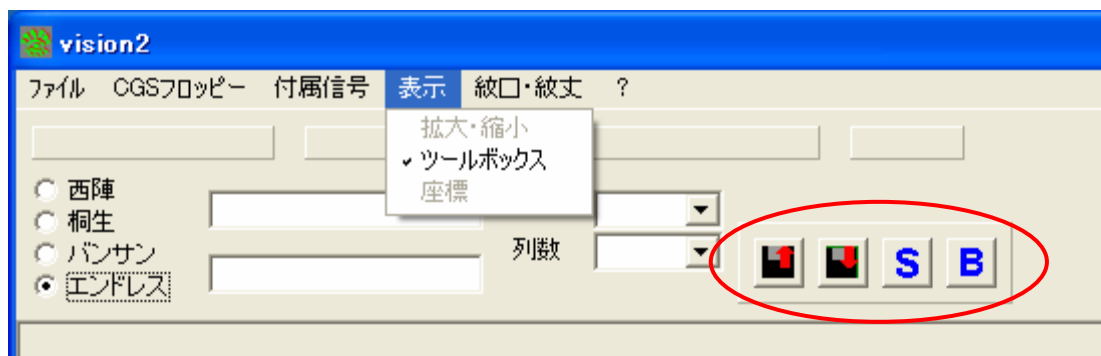 vision2
ファイル CGSフロッピー 付属信号 表示 紋口・紋丈 ?
拡大・縮小
ツールボックス
座標
西陣
桐生
バンサン
エンドレス
列数
S B